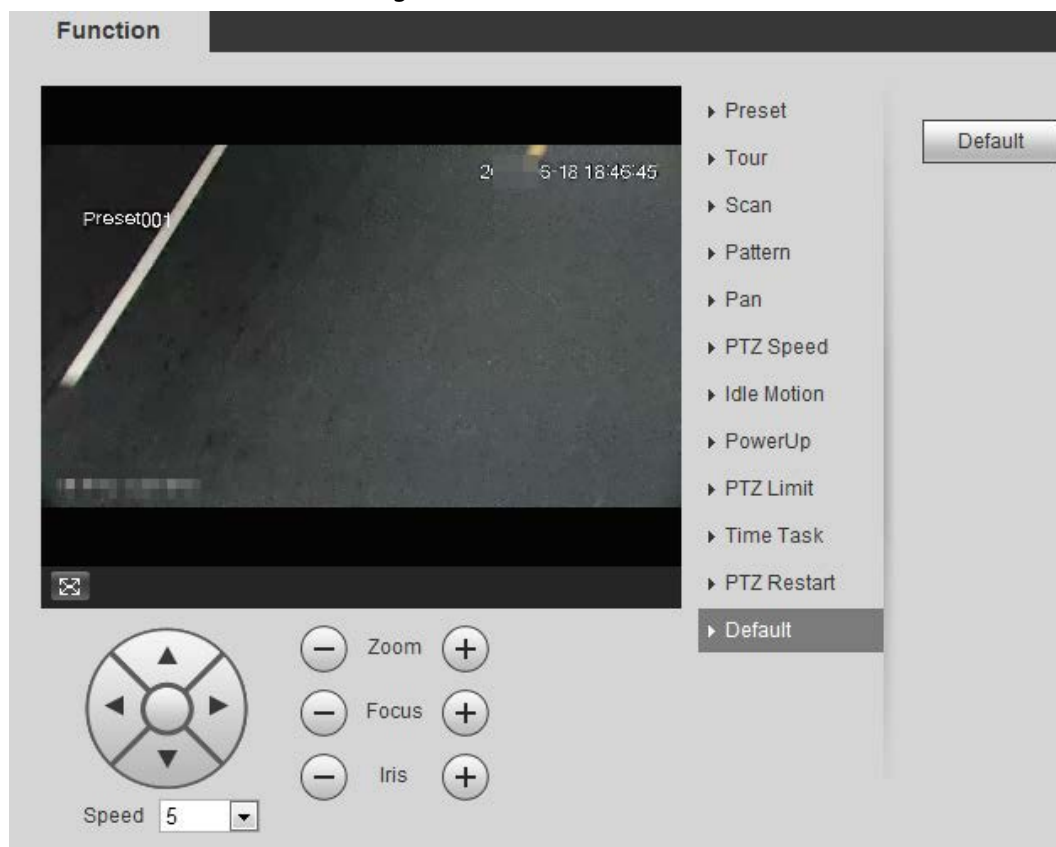 Function
2 5-18 18:46:45
Preset001
Preset
Tour
Scan
Pattern
Pan
PTZ Speed
Idle Motion
PowerUp
PTZ Limit
Time Task
PTZ Restart
Default
Default
Zoom
Focus
Iris
Speed 5